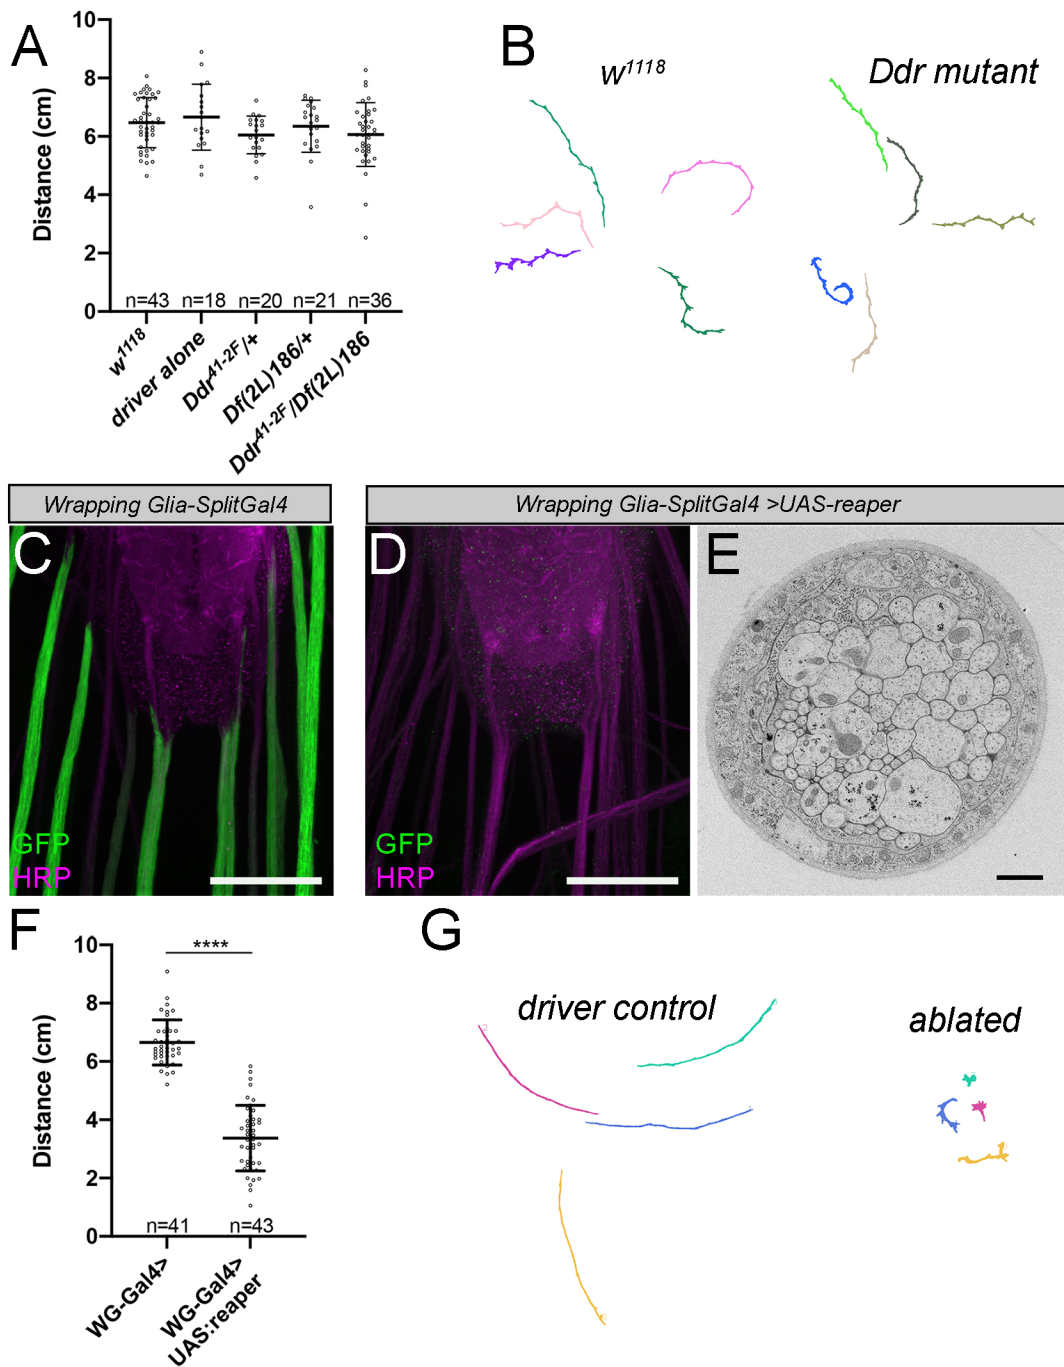 A
10
8
6
4
2
0
Distance (cm)
n=43 n=18 n=20 n=21 n=36
w1118
driver alone
Ddr41-2F/+
Df(2L)186/+
Ddr41-2F/Df(2L)186
B
w1118
Ddr mutant
Wrapping Glia-SplitGal4
Wrapping Glia-SplitGal4 >UAS-reaper
C
GFP
HRP
D
GFP
HRP
E
F
10
8
6
4
2
0
Distance (cm)
****
n=41 n=43
WG-Gal4>
WG-Gal4>
UAS:reaper
G
driver control
ablated